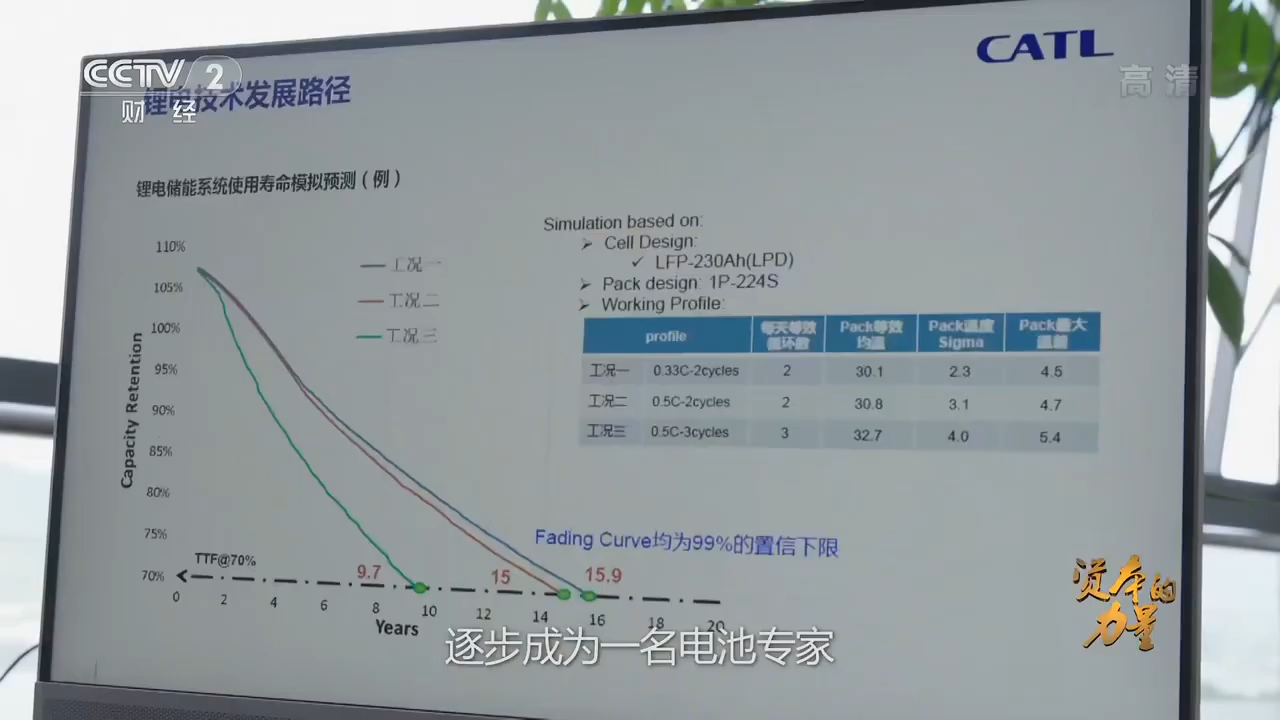 CATL
CCTV 2
财经
高清
锂电技术发展路径
锂电储能系统使用寿命模拟预测（例）
110%
105%
100%
95%
90%
85%
80%
75%
70%
Capacity Retention
工况一
工况二
工况三
TTF@70%
9.7
15
15.9
0 2 4 6 8 10 12 14 16 18 20
Years
Simulation based on:
➢ Cell Design:
✓ LFP-230Ah(LPD)
➢ Pack design: 1P-224S
➢ Working Profile:
profile 每天等效循环数 Pack等效均温 Pack温度Sigma Pack最大温差
工况一 0.33C-2cycles 2 30.1 2.3 4.5
工况二 0.5C-2cycles 2 30.8 3.1 4.7
工况三 0.5C-3cycles 3 32.7 4.0 5.4
Fading Curve均为99%的置信下限
资本的
力量
逐步成为一名电池专家